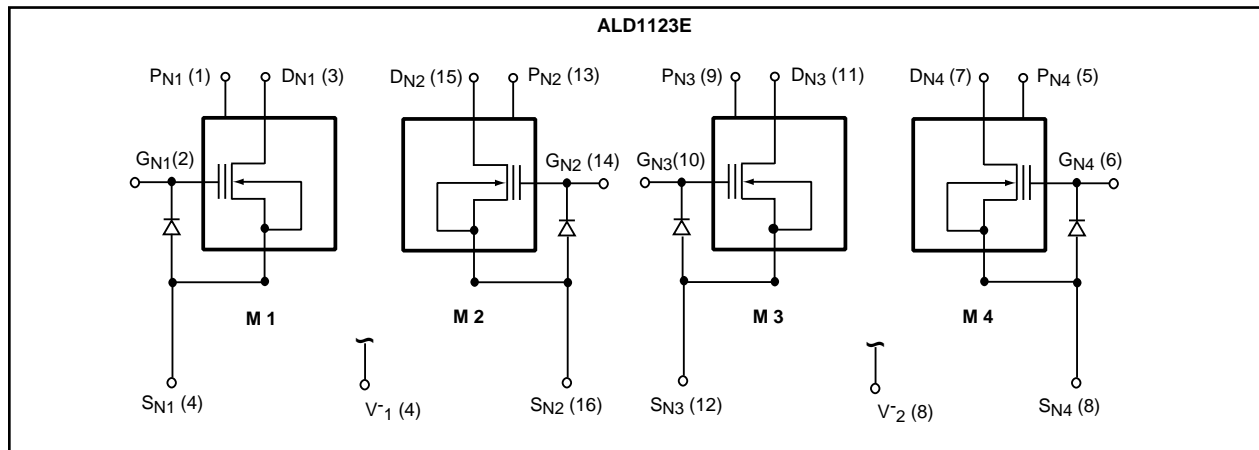 ALD1123E
PN1 (1) DN1 (3) DN2 (15) PN2 (13) PN3 (9) DN3 (11) DN4 (7) PN4 (5)
GN1(2) GN2 (14) GN3(10) GN4 (6)
M 1 M 2 M 3 M 4
SN1 (4) V-1 (4) SN2 (16) SN3 (12) V-2 (8) SN4 (8)